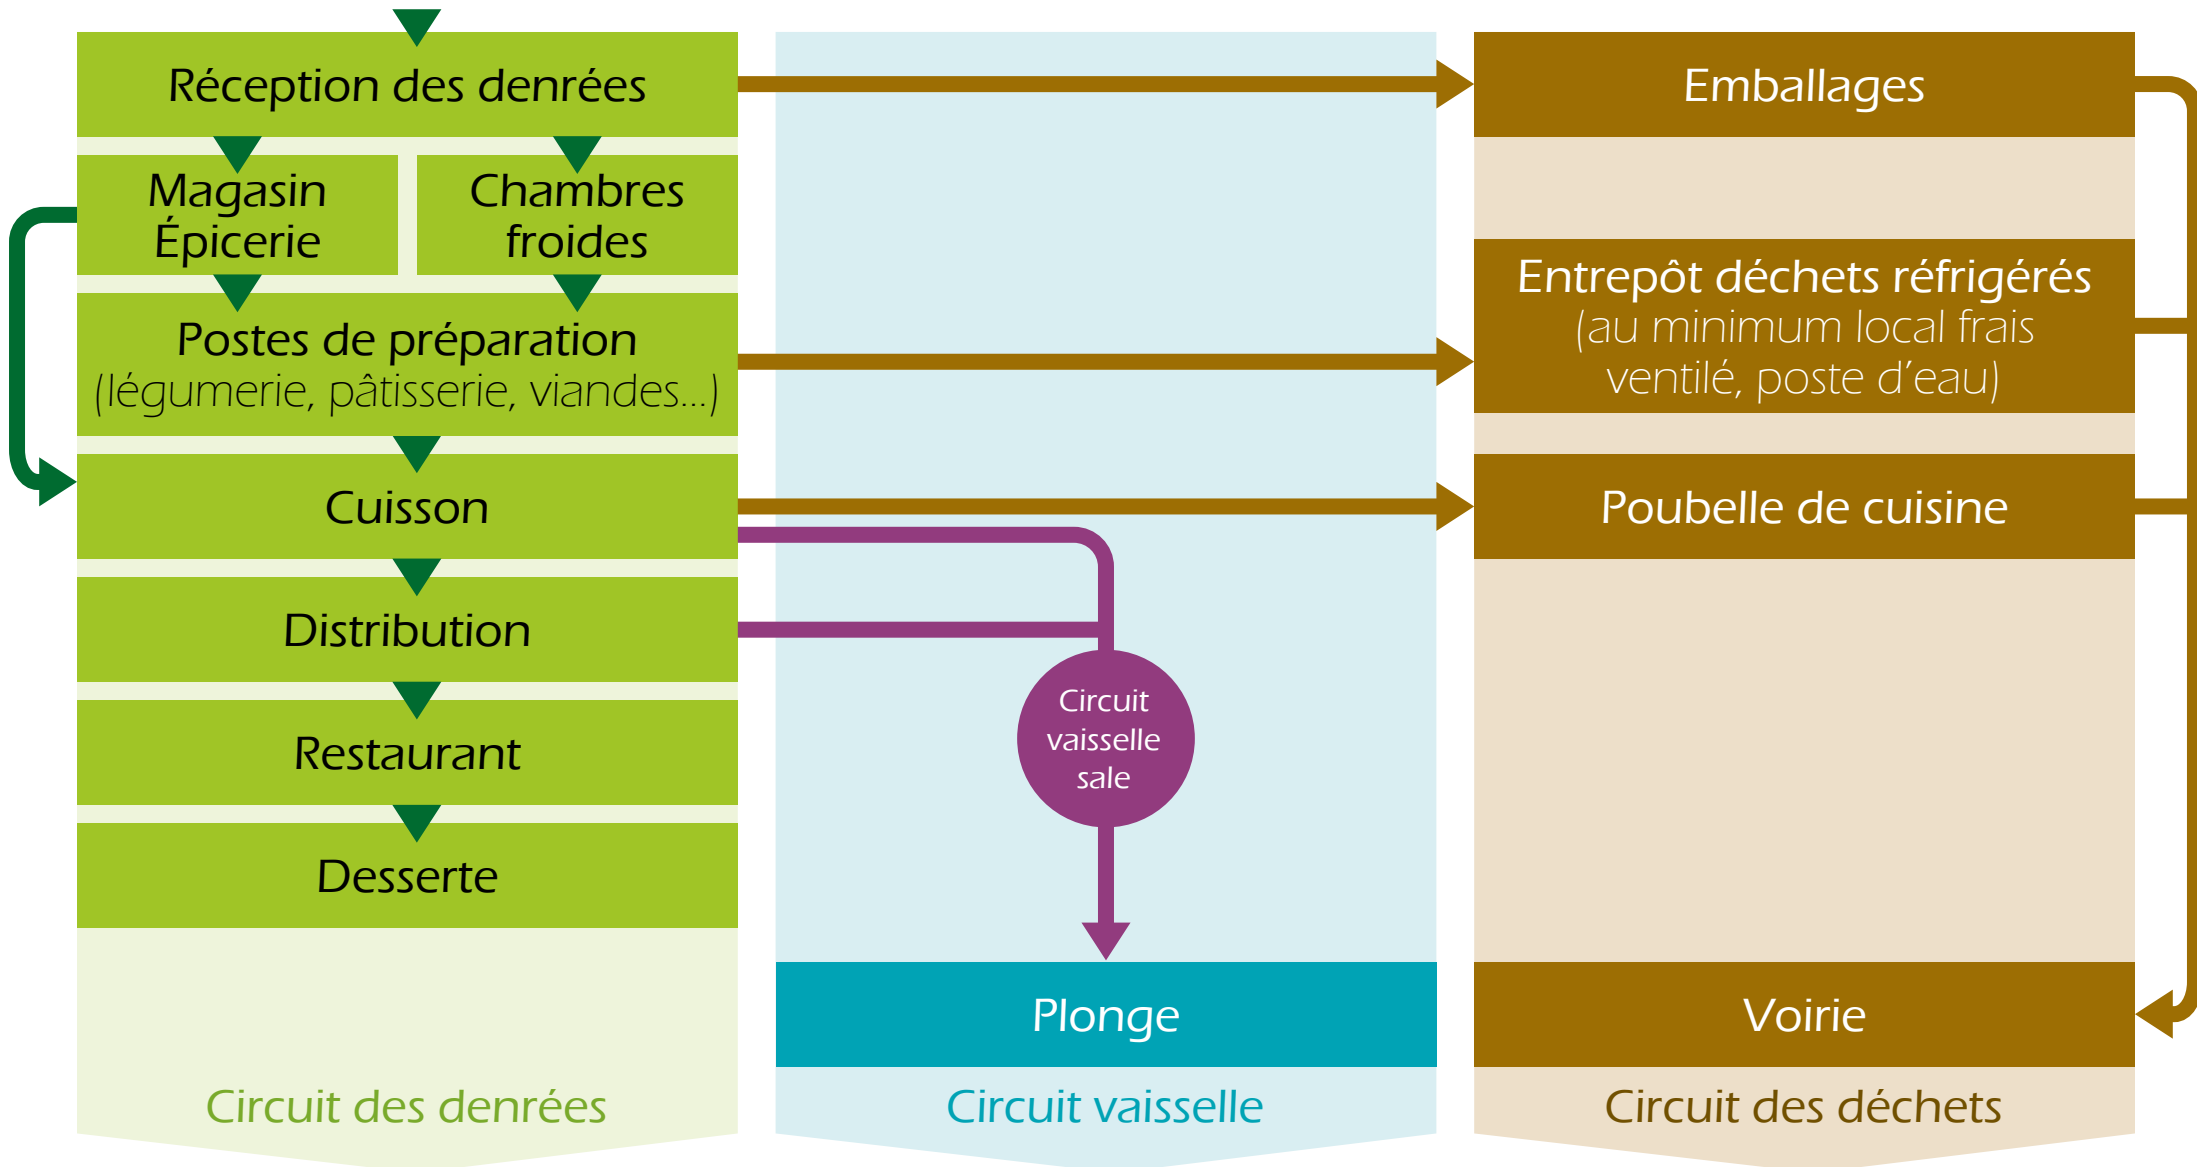 Réception des denrées
Emballages
Magasin
Épicerie
Chambres
froides
Entrepôt déchets réfrigérés
(au minimum local frais
ventilé, poste d’eau)
Postes de préparation
(légumerie, pâtisserie, viandes...)
Cuisson
Poubelle de cuisine
Distribution
Circuit
vaisselle
sale
Restaurant
Desserte
Plonge
Voirie
Circuit des denrées
Circuit vaisselle
Circuit des déchets